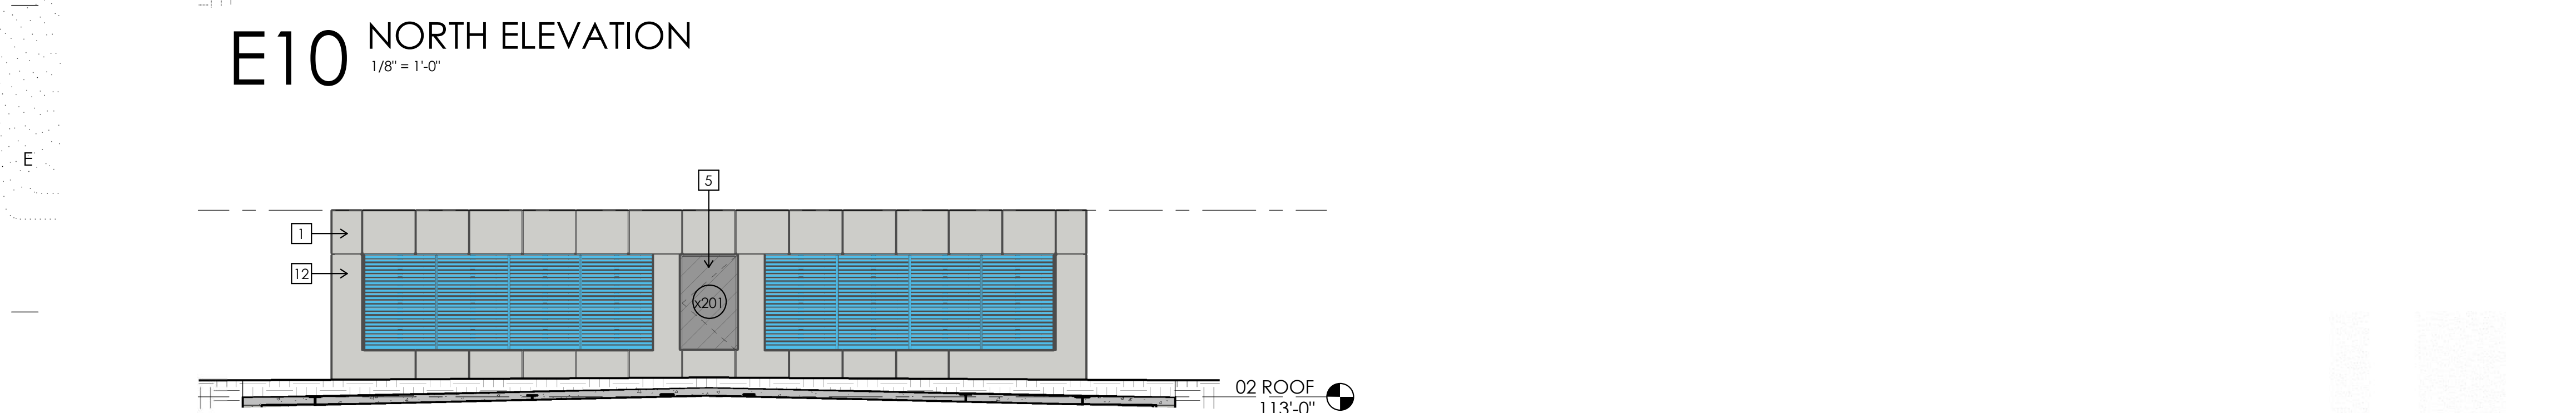 E10
NORTH ELEVATION
1/8" = 1'-0"
E
5
1
12
x201
02 ROOF
113'-0"